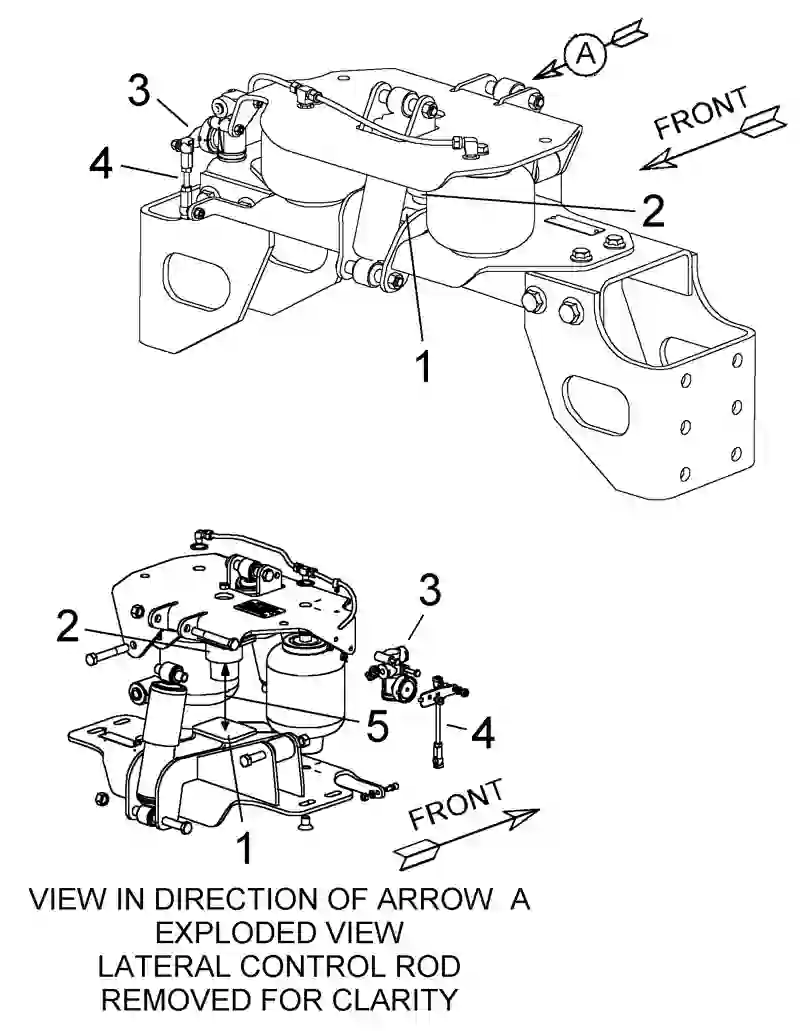 A
FRONT
3
4
2
1
3
2
5
4
1
FRONT
VIEW IN DIRECTION OF ARROW A
EXPLODED VIEW
LATERAL CONTROL ROD
REMOVED FOR CLARITY